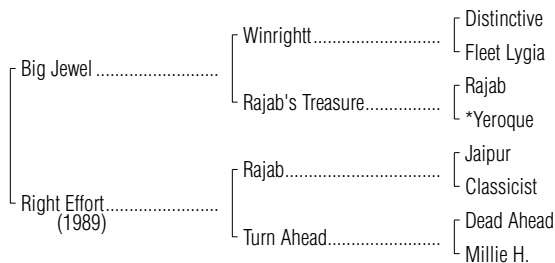 Big Jewel
Right Effort
(1989)
Winrightt
Rajab's Treasure
Rajab
Turn Ahead
Distinctive
Fleet Lygia
Rajab
*Yeroque
Jaipur
Classicist
Dead Ahead
Millie H.